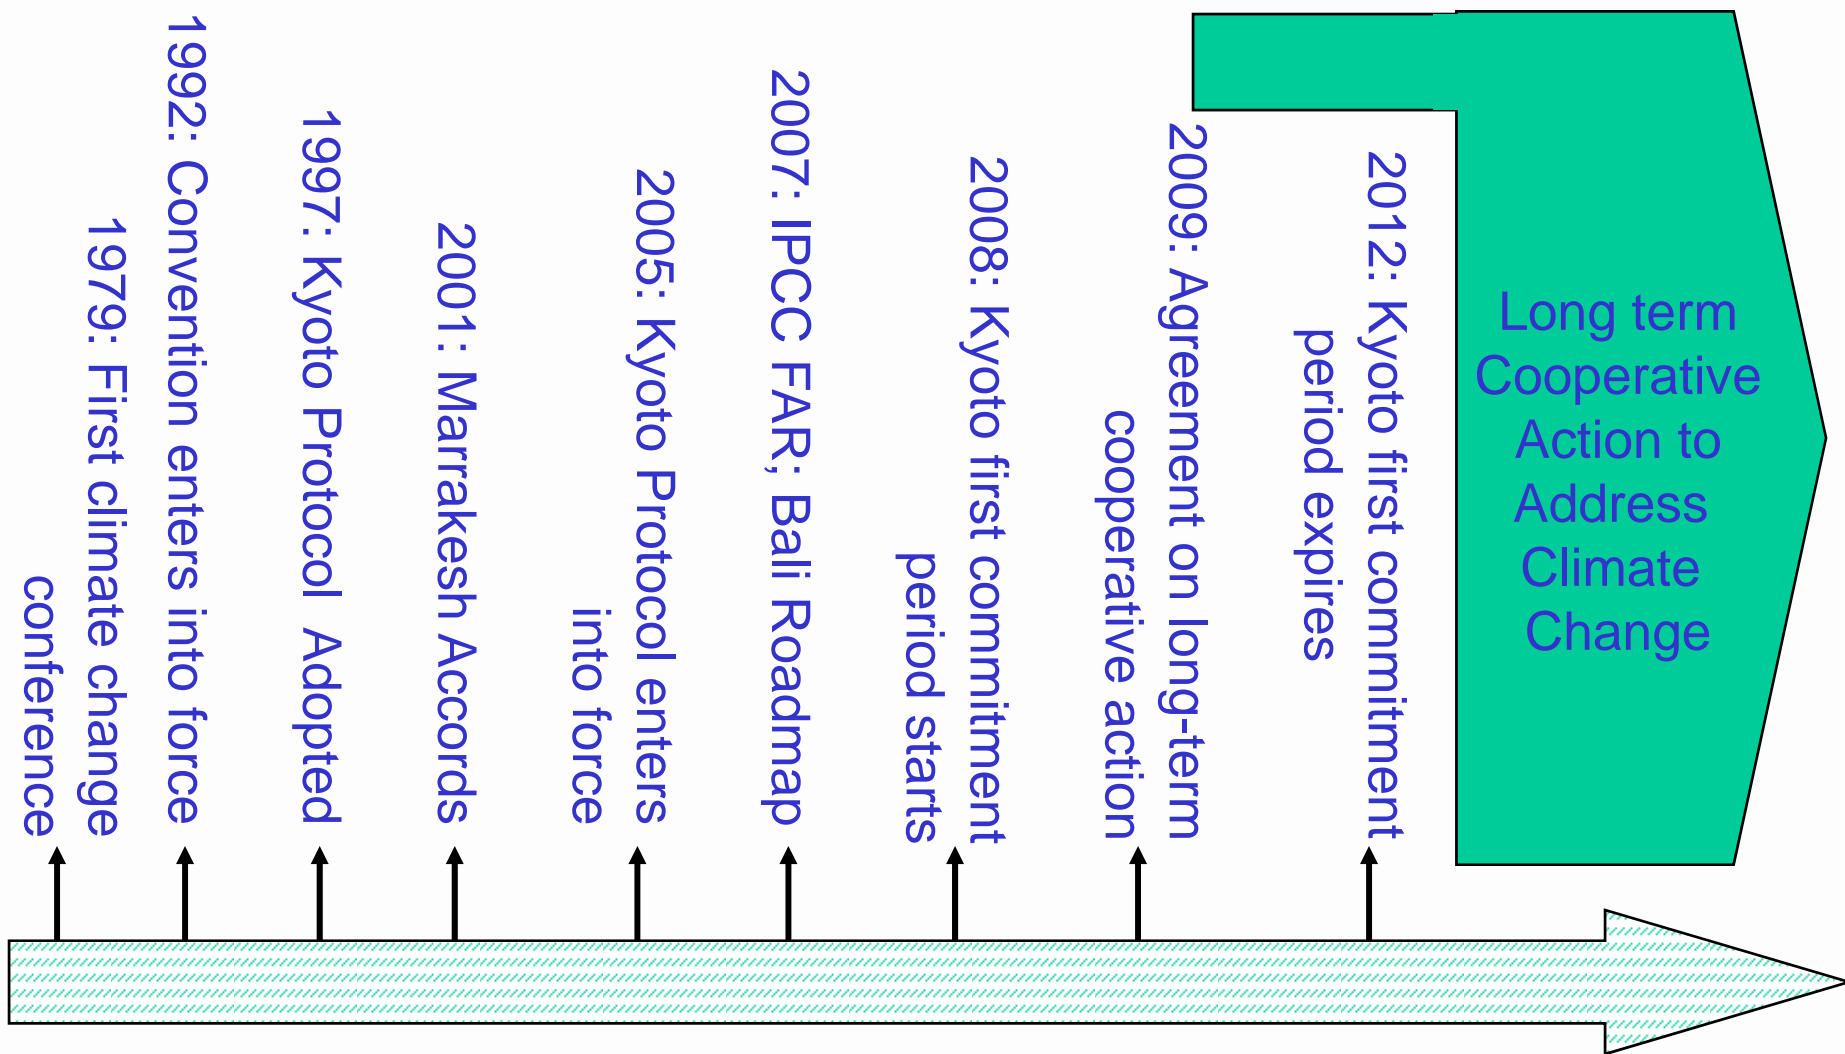 1979: First climate change
conference
1992: Convention enters into force
1997: Kyoto Protocol Adopted
2001: Marrakesh Accords
2005: Kyoto Protocol enters
into force
2007: IPCC FAR; Bali Roadmap
2008: Kyoto first commitment
period starts
2009: Agreement on long-term
cooperative action
2012: Kyoto first commitment
period expires
Long term
Cooperative
Action to
Address
Climate
Change